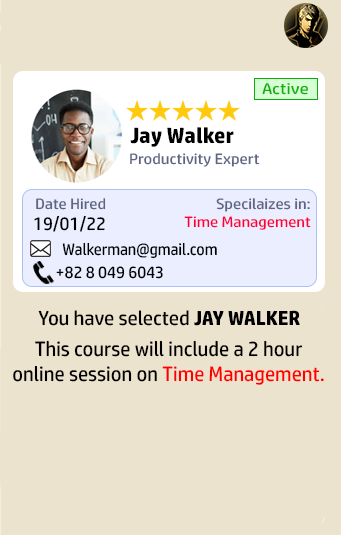 Active
Jay Walker
Productivity Expert
Date Hired
Specilaizes in:
19/01/22
Time Management
Walkerman@gmail.com
+82 8 049 6043
You have selected JAY WALKER
This course will include a 2 hour
online session on Time Management.